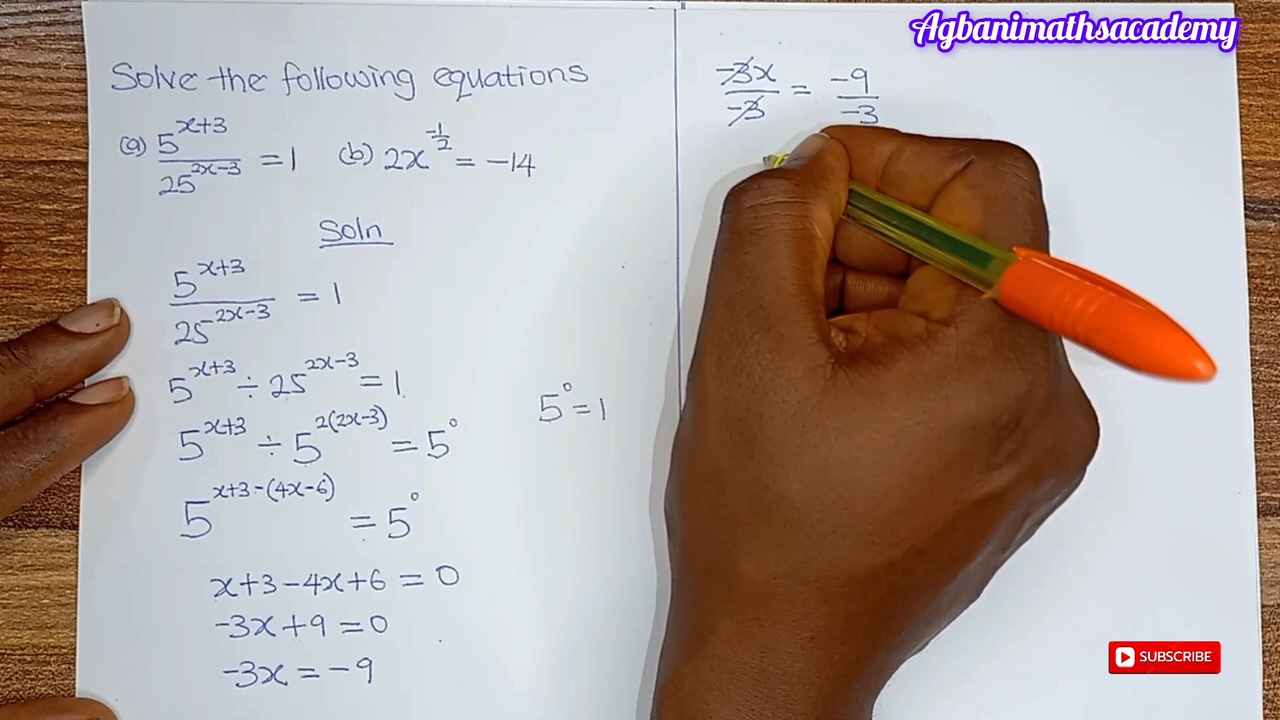 Agbanimathsacademy
Solve the following equations
(a) 5^(x+3) / 25^(2x-3) = 1 (b) 2x^(-1/2) = -14
Soln
5^(x+3) / 25^(2x-3) = 1
5^(x+3) ÷ 25^(2x-3) = 1
5^(x+3) ÷ 5^(2(2x-3)) = 5^0
5^0 = 1
5^(x+3-(4x-6)) = 5^0
x+3-4x+6 = 0
-3x+9 = 0
-3x = -9
-3x / -3 = -9 / -3
SUBSCRIBE